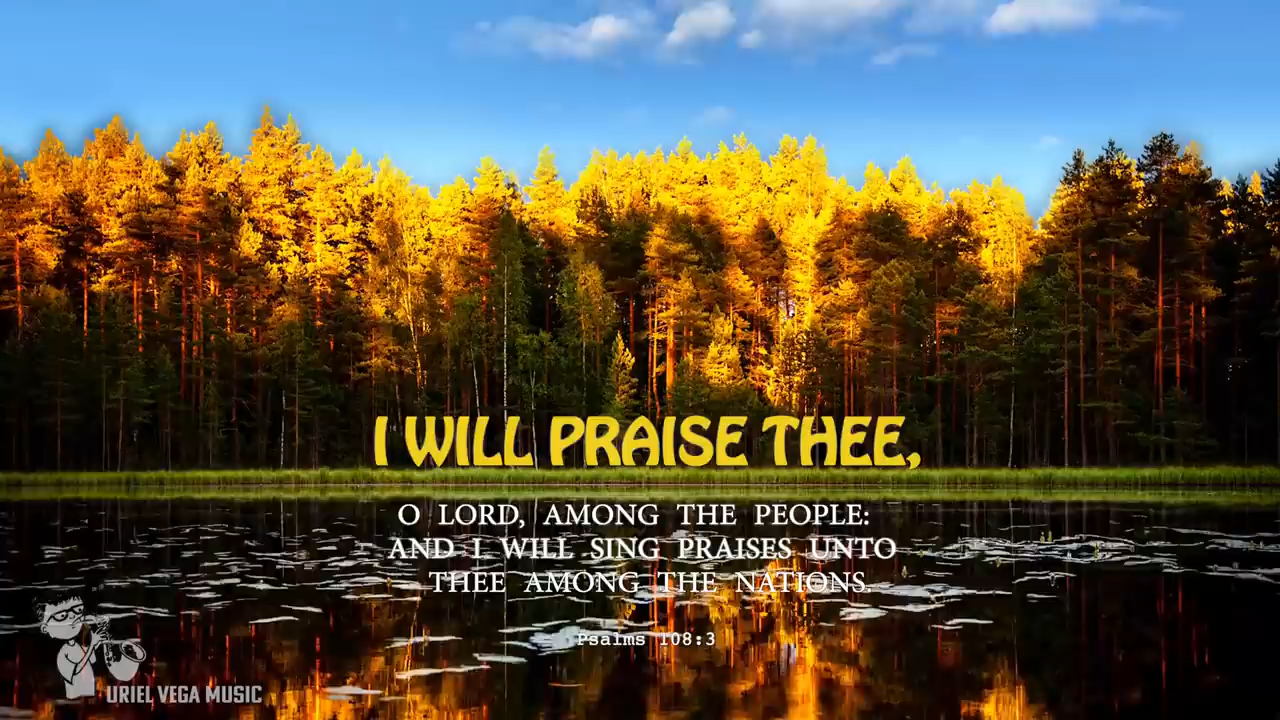 I WILL PRAISE THEE,
O LORD, AMONG THE PEOPLE:
AND I WILL SING PRAISES UNTO
THEE AMONG THE NATIONS.
Psalms 108:3
URIEL VEGA MUSIC